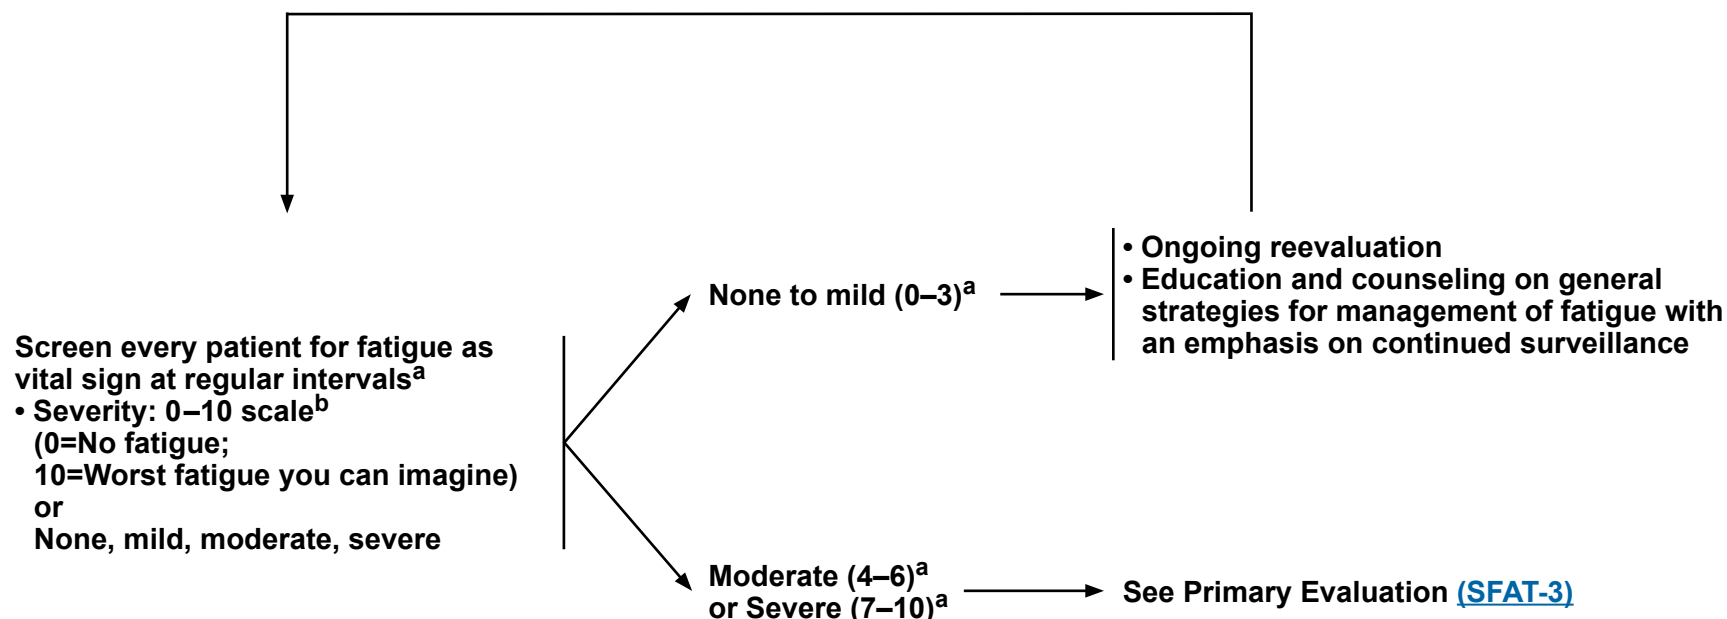 Screen every patient for fatigue as
vital sign at regular intervalsᵃ
• Severity: 0–10 scaleᵇ
(0=No fatigue;
10=Worst fatigue you can imagine)
or
None, mild, moderate, severe
None to mild (0–3)ᵃ
• Ongoing reevaluation
• Education and counseling on general
strategies for management of fatigue with
an emphasis on continued surveillance
Moderate (4–6)ᵃ
or Severe (7–10)ᵃ
See Primary Evaluation (SFAT-3)